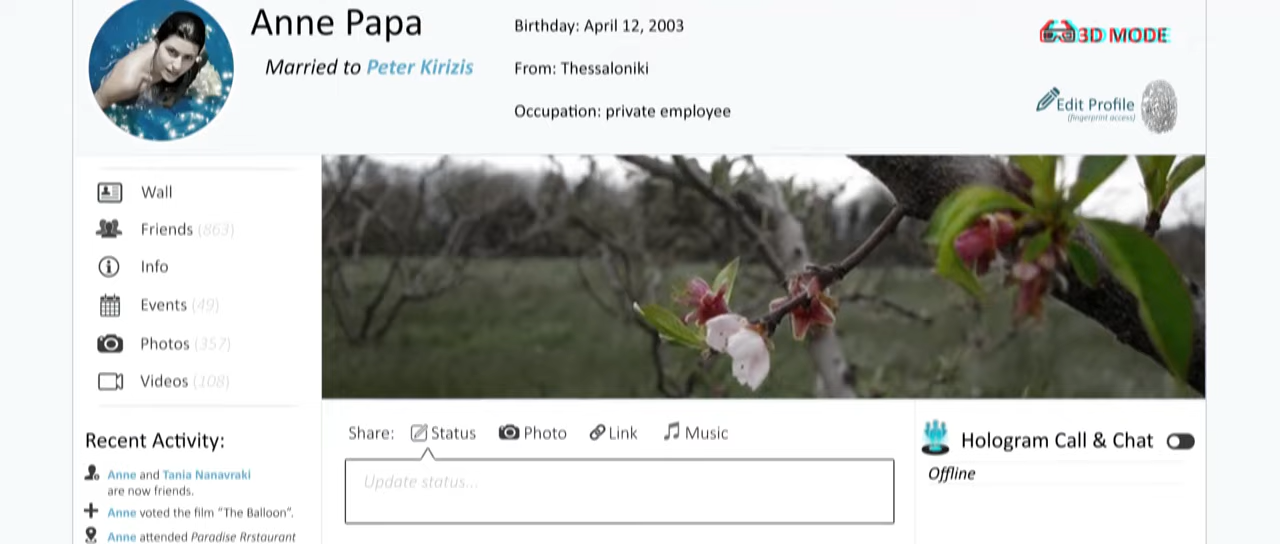 Anne Papa
Married to Peter Kirizis
Birthday: April 12, 2003
From: Thessaloniki
Occupation: private employee
3D MODE
Edit Profile
(fingerprint access)
Wall
Friends (863)
Info
Events (49)
Photos (357)
Videos (108)
Recent Activity:
Anne and Tania Nanavraki
are now friends.
Anne voted the film “The Balloon”.
Anne attended Paradise Rrstaurant
Share: Status Photo Link Music
Update status...
Hologram Call & Chat
Offline